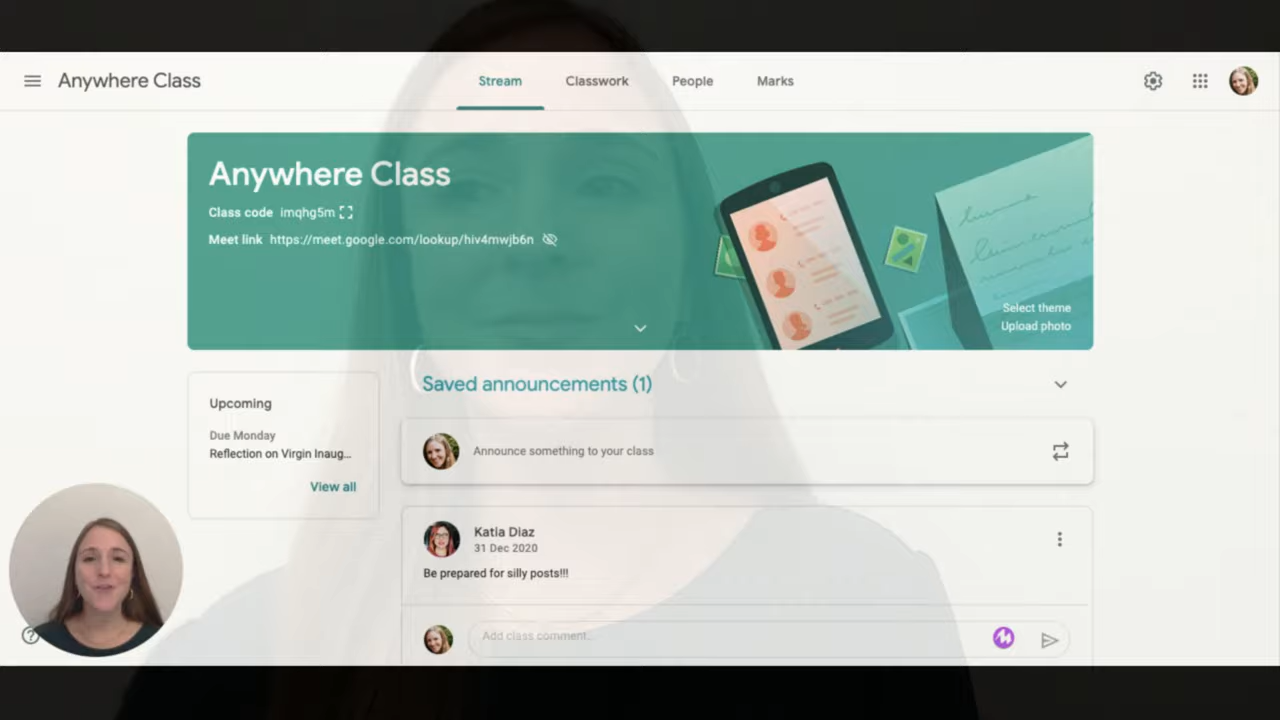 Anywhere Class
Stream
Classwork
People
Marks
Anywhere Class
Class code imqhg5m
Meet link https://meet.google.com/lookup/hiv4mwjb6n
Select theme
Upload photo
Upcoming
Due Monday
Reflection on Virgin Inaug...
View all
Saved announcements (1)
Announce something to your class
Katia Diaz
31 Dec 2020
Be prepared for silly posts!!!
Add class comment...